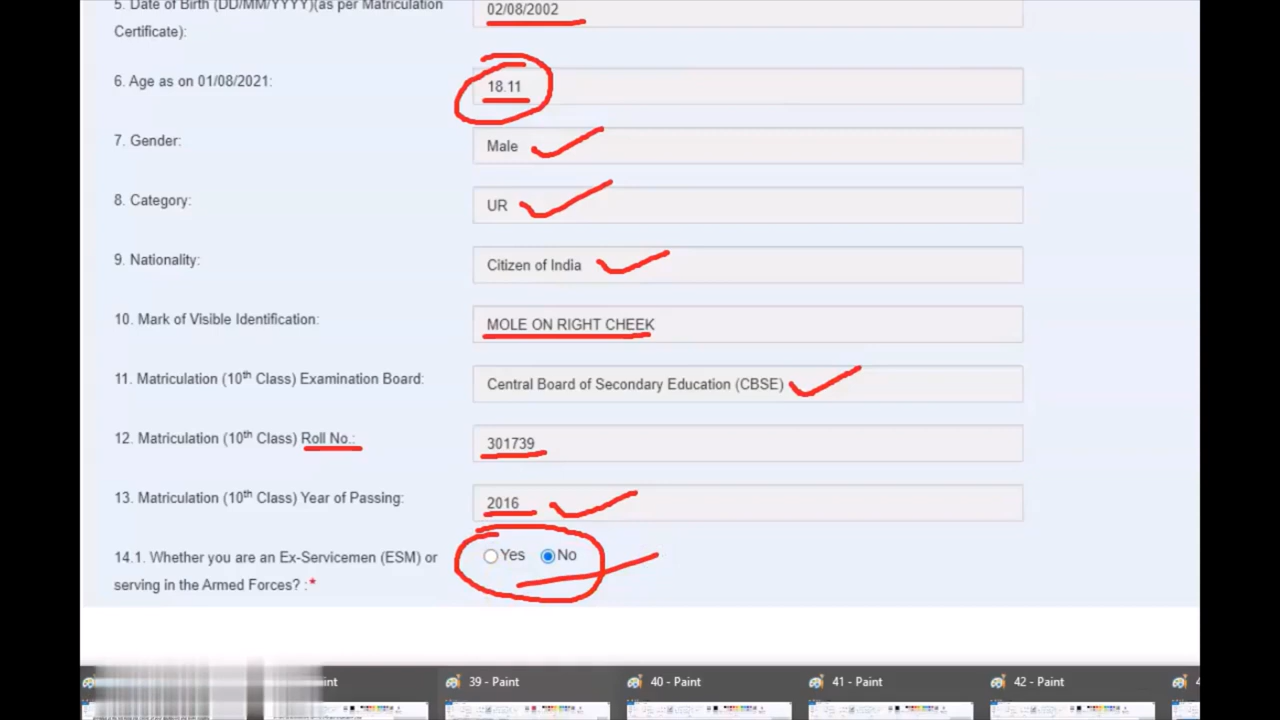 5. Date of Birth (DD/MM/YYYY)(as per Matriculation
Certificate):
02/08/2002
6. Age as on 01/08/2021:
18.11
7. Gender:
Male
8. Category:
UR
9. Nationality:
Citizen of India
10. Mark of Visible Identification:
MOLE ON RIGHT CHEEK
11. Matriculation (10th Class) Examination Board:
Central Board of Secondary Education (CBSE)
12. Matriculation (10th Class) Roll No.:
301739
13. Matriculation (10th Class) Year of Passing:
2016
14.1. Whether you are an Ex-Servicemen (ESM) or
serving in the Armed Forces? :*
Yes No
39 - Paint
40 - Paint
41 - Paint
42 - Paint